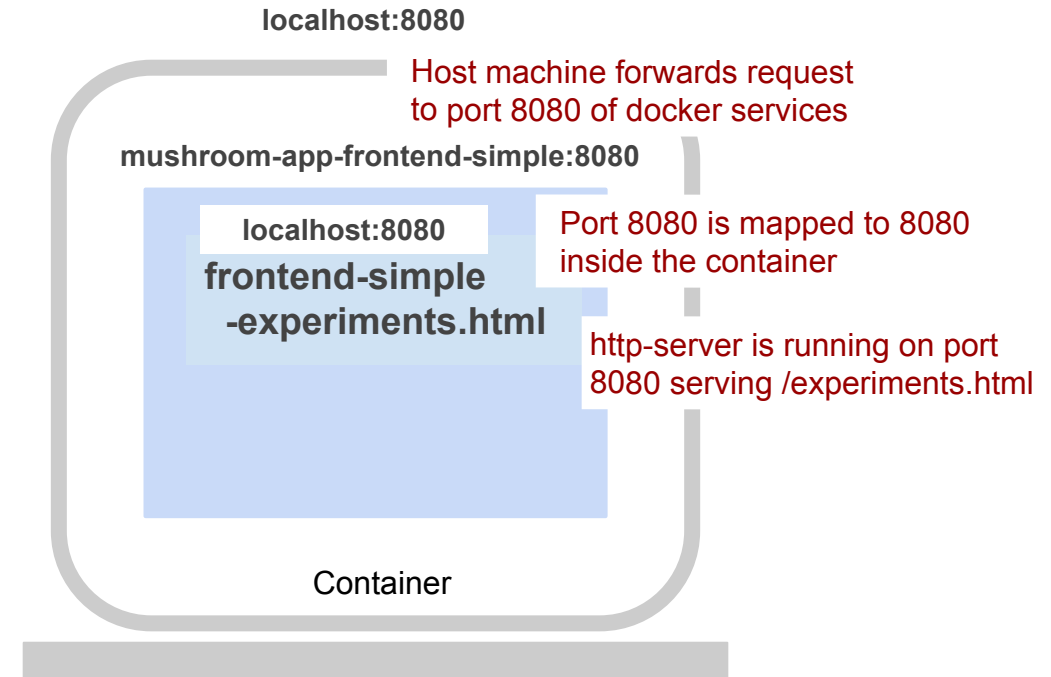 localhost:8080
Host machine forwards request
to port 8080 of docker services
mushroom-app-frontend-simple:8080
Port 8080 is mapped to 8080
inside the container
localhost:8080
frontend-simple
-experiments.html
http-server is running on port
8080 serving /experiments.html
Container